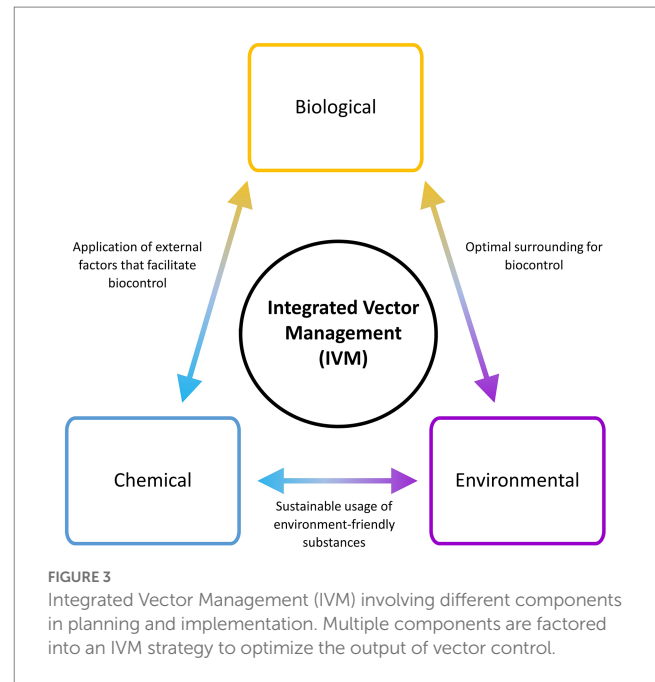 Biological
Application of external
factors that facilitate
biocontrol
Optimal surrounding for
biocontrol
Integrated Vector
Management
(IVM)
Chemical
Environmental
Sustainable usage of
environment-friendly
substances
FIGURE 3
Integrated Vector Management (IVM) involving different components
in planning and implementation. Multiple components are factored
into an IVM strategy to optimize the output of vector control.